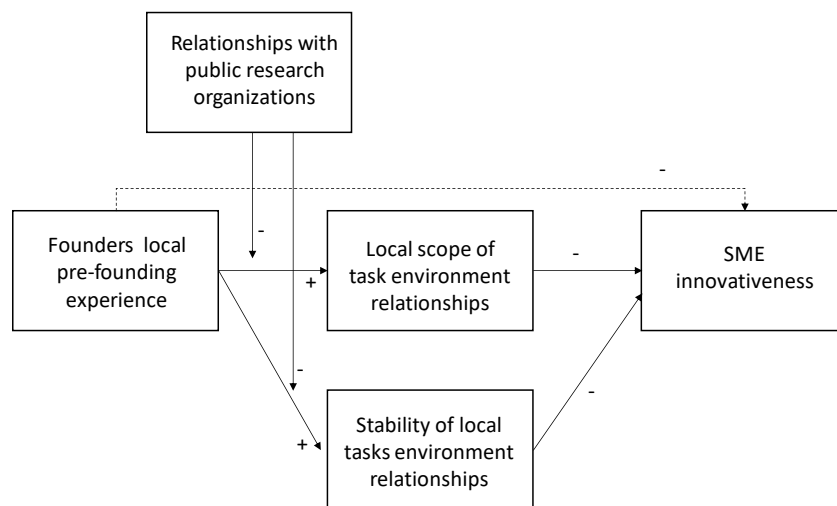 Relationships with
public research
organizations
-
-
Founders  local
pre-founding
experience
+
Local scope of
task environment
relationships
-
SME
innovativeness
-
+
Stability of local
tasks environment
relationships
-